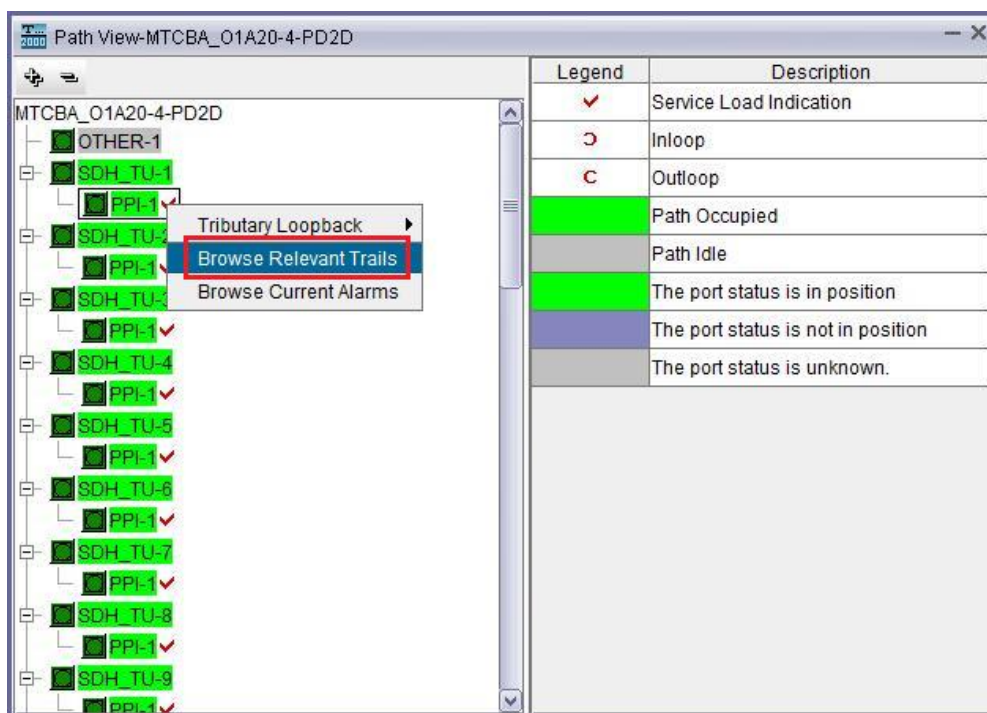 T... 2000 Path View-MTCBA_O1A20-4-PD2D
MTCBA_O1A20-4-PD2D
OTHER-1
SDH_TU-1
PPI-1
SDH_TU-2
PPI-1
SDH_TU-3
PPI-1
SDH_TU-4
PPI-1
SDH_TU-5
PPI-1
SDH_TU-6
PPI-1
SDH_TU-7
PPI-1
SDH_TU-8
PPI-1
SDH_TU-9
PPI-1
Tributary Loopback
Browse Relevant Trails
Browse Current Alarms
Legend Description
Service Load Indication
Inloop
Outloop
Path Occupied
Path Idle
The port status is in position
The port status is not in position
The port status is unknown.